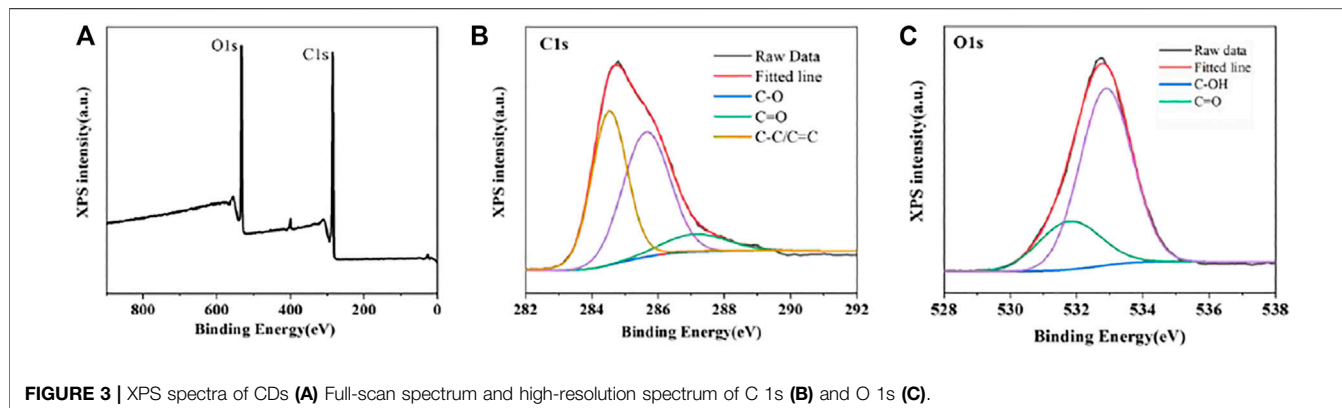 A
O1s
C1s
XPS intensity(a.u.)
800
600
400
200
0
Binding Energy(eV)
B
C1s
Raw Data
Fitted line
C-O
C=O
C-C/C=C
XPS intensity(a.u.)
282
284
286
288
290
292
Binding Energy(eV)
C
O1s
Raw data
Fitted line
C-OH
C=O
XPS intensity(a.u.)
528
530
532
534
536
538
Binding Energy(eV)
FIGURE 3 | XPS spectra of CDs (A) Full-scan spectrum and high-resolution spectrum of C 1s (B) and O 1s (C).